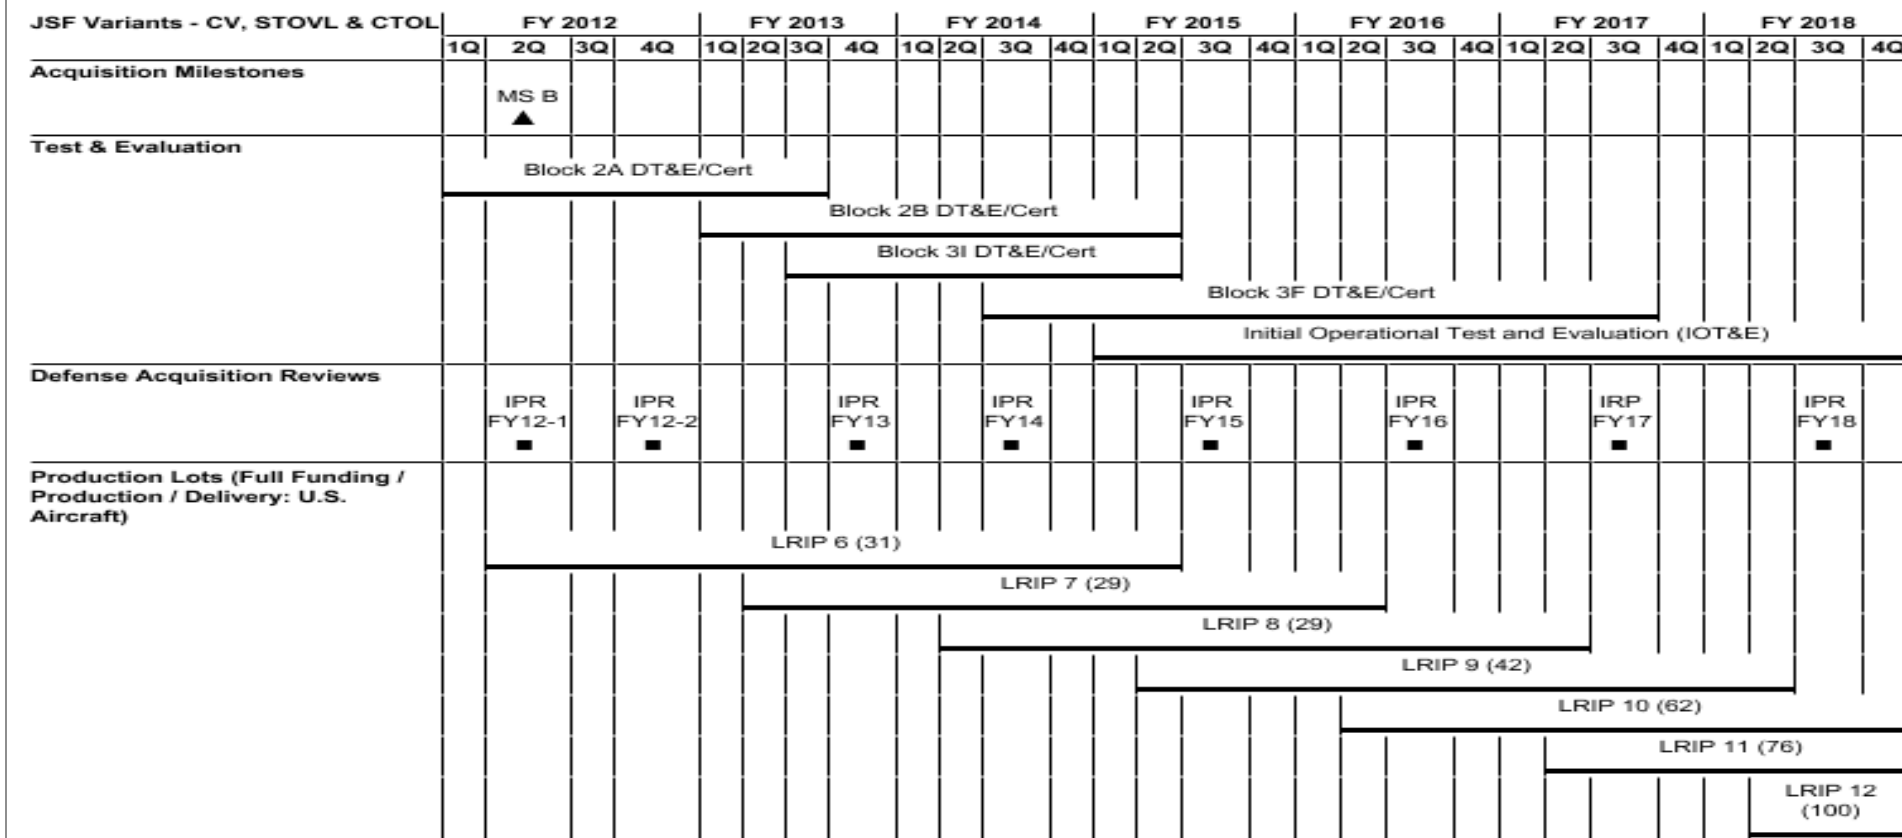 JSF Variants - CV, STOVL & CTOL FY 2012 FY 2013 FY 2014 FY 2015 FY 2016 FY 2017 FY 2018
1Q 2Q 3Q 4Q 1Q 2Q 3Q 4Q 1Q 2Q 3Q 4Q 1Q 2Q 3Q 4Q 1Q 2Q 3Q 4Q 1Q 2Q 3Q 4Q 1Q 2Q 3Q 4Q
Acquisition Milestones
MS B
Test & Evaluation
Block 2A DT&E/Cert
Block 2B DT&E/Cert
Block 3I DT&E/Cert
Block 3F DT&E/Cert
Initial Operational Test and Evaluation (IOT&E)
Defense Acquisition Reviews
IPR IPR IPR IPR IPR IPR IRP IPR
FY12-1 FY12-2 FY13 FY14 FY15 FY16 FY17 FY18
Production Lots (Full Funding /
Production / Delivery: U.S.
Aircraft)
LRIP 6 (31)
LRIP 7 (29)
LRIP 8 (29)
LRIP 9 (42)
LRIP 10 (62)
LRIP 11 (76)
LRIP 12
(100)